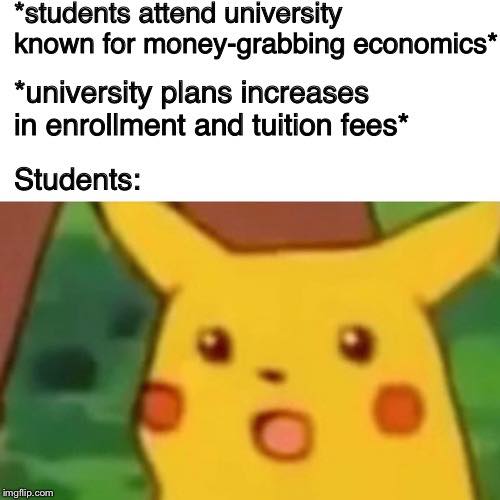 *students attend university
known for money-grabbing economics*
*university plans increases
in enrollment and tuition fees*
Students:
imgflip.com